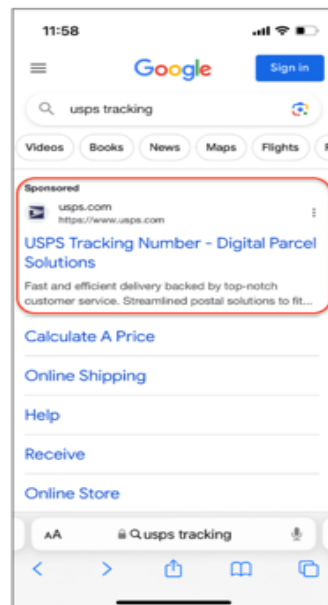 11:58
Google
Sign in
usps tracking
Videos Books News Maps Flights
Sponsored
usps.com
https://www.usps.com
USPS Tracking Number - Digital Parcel
Solutions
Fast and efficient delivery backed by top-notch
customer service. Streamlined postal solutions to fit...
Calculate A Price
Online Shipping
Help
Receive
Online Store
AA usps tracking